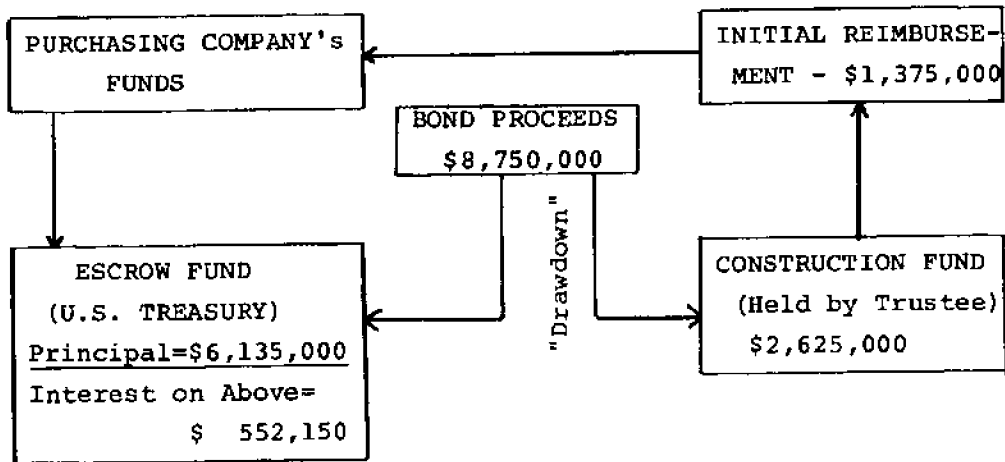 PURCHASING COMPANY's
FUNDS
INITIAL REIMBURSE-
MENT - $1,375,000
BOND PROCEEDS
$8,750,000
"Drawdown"
ESCROW FUND
(U.S. TREASURY)
Principal=$6,135,000
Interest on Above=
$ 552,150
CONSTRUCTION FUND
(Held by Trustee)
$2,625,000